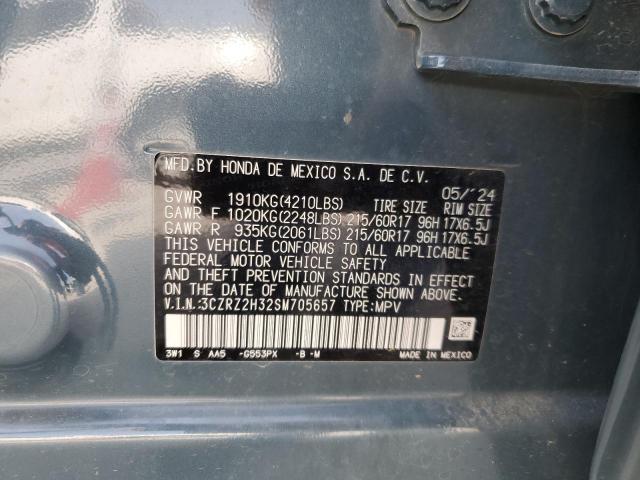 MFD.BY HONDA DE MEXICO S.A. DE C.V.
05/'24
GVWR 1910KG(4210LBS) TIRE SIZE RIM SIZE
GAWR F 1020KG(2248LBS) 215/60R17 96H 17X6.5J
GAWR R 935KG(2061LBS) 215/60R17 96H 17X6.5J
THIS VEHICLE CONFORMS TO ALL APPLICABLE
FEDERAL MOTOR VEHICLE SAFETY
AND THEFT PREVENTION STANDARDS IN EFFECT
ON THE DATE OF MANUFACTURE SHOWN ABOVE.
V.I.N.:3CZRZ2H32SM705657 TYPE:MPV
3W1 S AA5 -G553PX -B -M MADE IN MEXICO